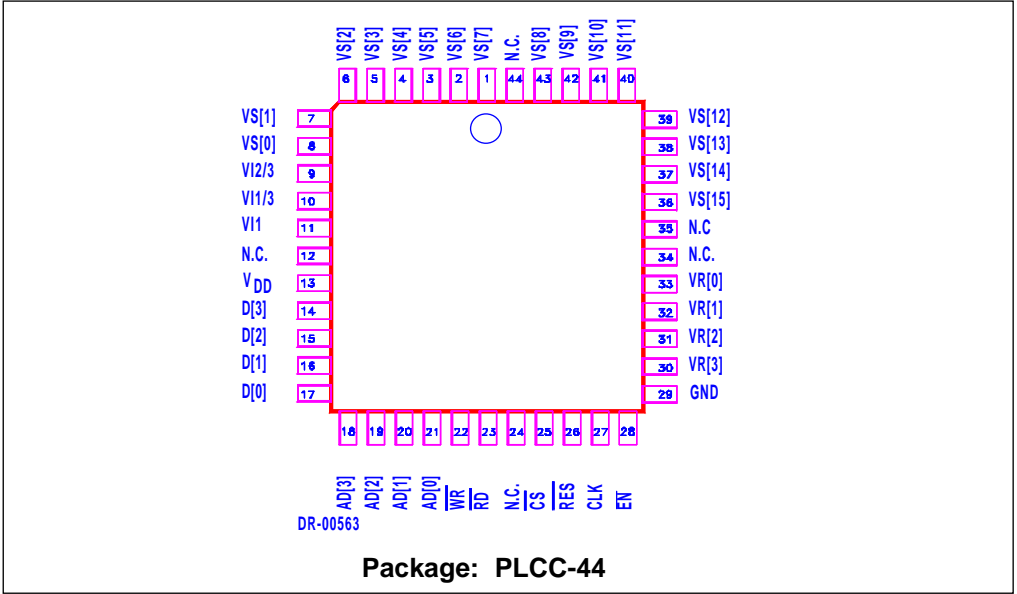 VS[2] VS[3] VS[4] VS[5] VS[6] VS[7] N.C. VS[8] VS[9] VS[10] VS[11]
6 5 4 3 2 1 44 43 42 41 40
VS[1] 7 39 VS[12]
VS[0] 8 38 VS[13]
VI2/3 9 37 VS[14]
VI1/3 10 36 VS[15]
VI1 11 35 N.C
N.C. 12 34 N.C.
VDD 13 33 VR[0]
D[3] 14 32 VR[1]
D[2] 15 31 VR[2]
D[1] 16 30 VR[3]
D[0] 17 29 GND
18 19 20 21 22 23 24 25 26 27 28
AD[3] AD[2] AD[1] AD[0] WR RD N.C. CS RES CLK EN
DR-00563
Package: PLCC-44